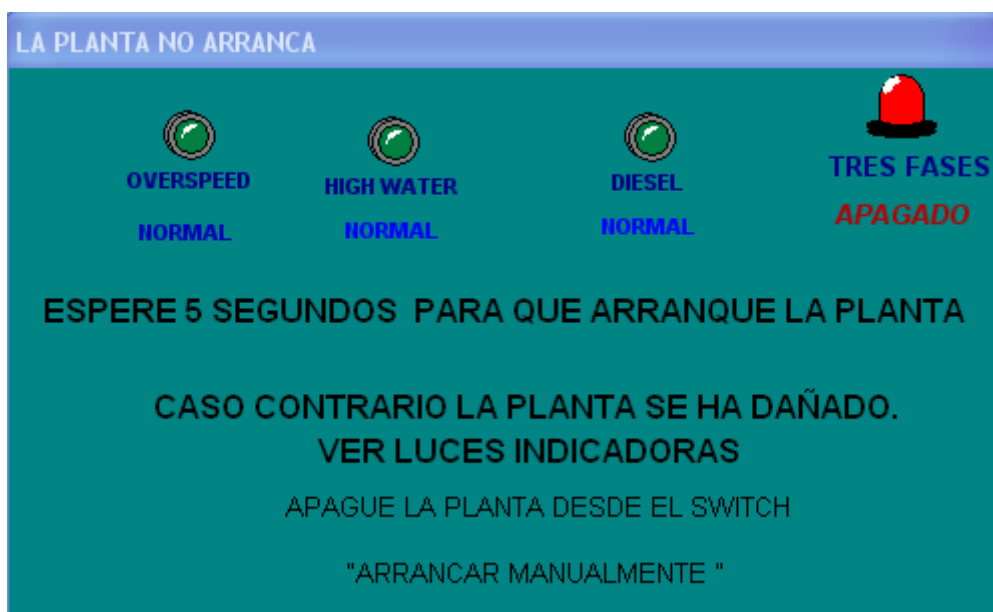 LA PLANTA NO ARRANCA
OVERSPEED
HIGH WATER
DIESEL
TRES FASES
NORMAL
NORMAL
NORMAL
APAGADO
ESPERE 5 SEGUNDOS PARA QUE ARRANQUE LA PLANTA
CASO CONTRARIO LA PLANTA SE HA DAÑADO.
VER LUCES INDICADORAS
APAGUE LA PLANTA DESDE EL SWITCH
"ARRANCAR MANUALMENTE "